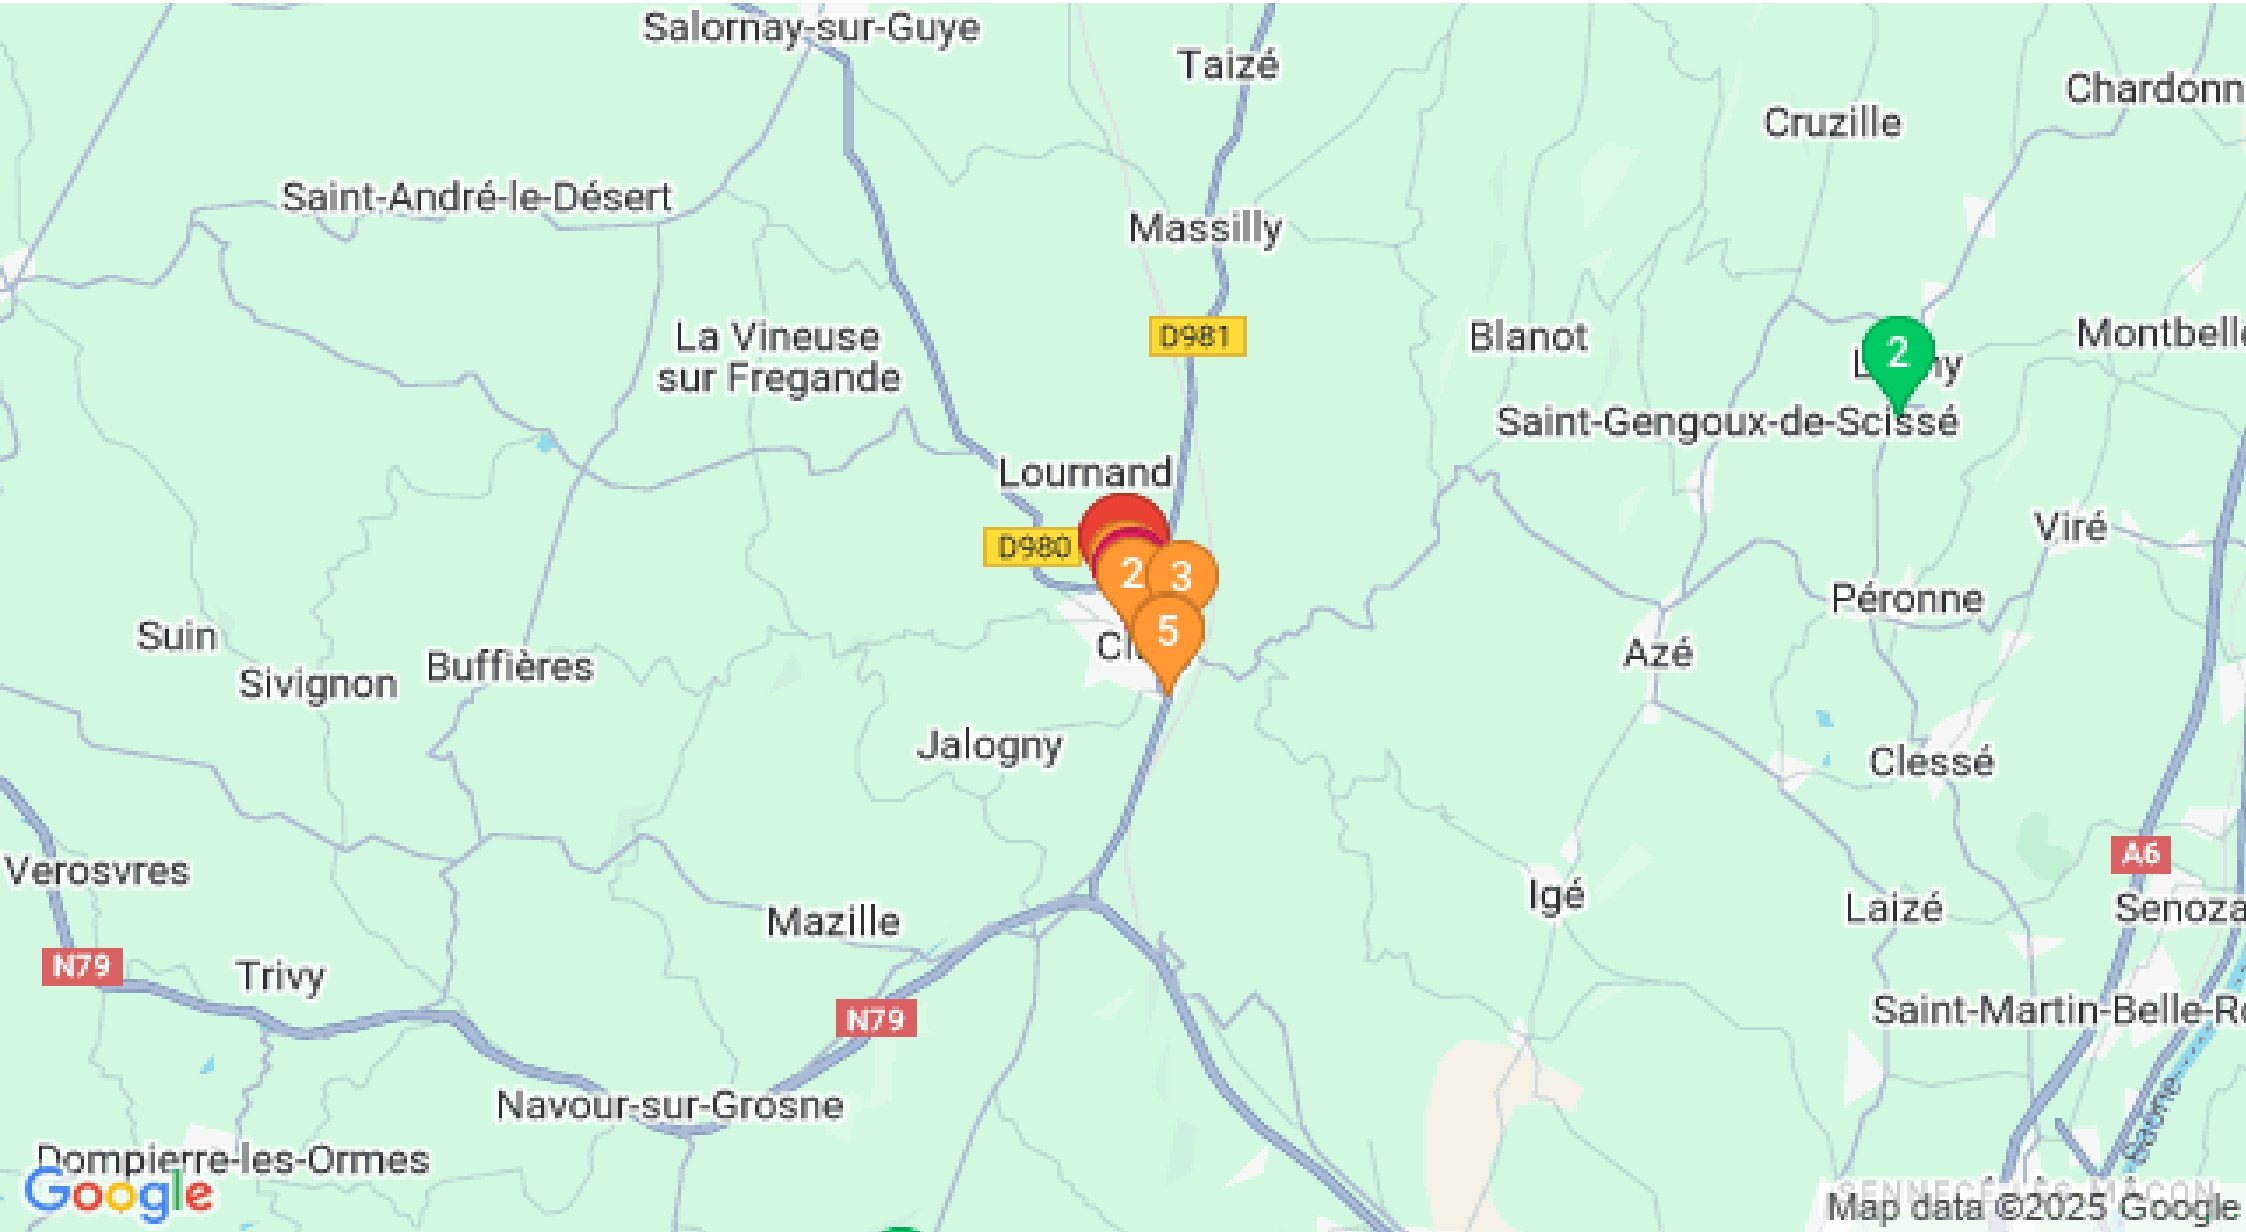 Salornay-sur-Guye
Taizé
Chardonn
Cruzille
Saint-André-le-Désert
Massilly
La Vineuse
sur Fregande
D981
Blanot
Montbell
2
Saint-Gengoux-de-Scissé
Lournand
D980
2
3
5
Viré
Péronne
Suin
Sivignon
Buffières
Azé
Jalogny
Clessé
Verosvres
A6
Igé
Laizé
Senoza
Mazille
N79
Trivy
N79
Saint-Martin-Belle-R
Navour-sur-Grosne
Saône
Dompierre-les-Ormes
Google
Map data ©2025 Google